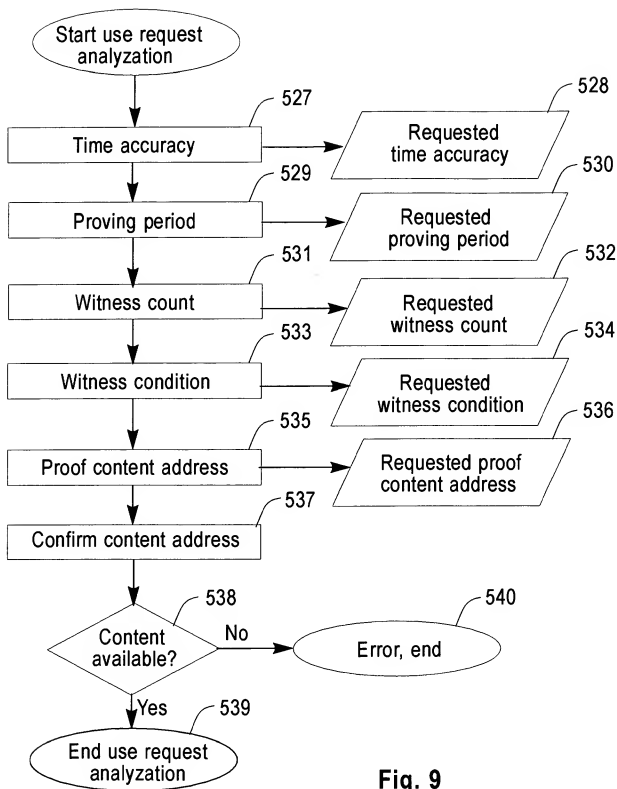 Start use request
analyzation
527
528
Time accuracy
Requested
time accuracy
529
530
Proving period
Requested
proving period
531
532
Witness count
Requested
witness count
533
534
Witness condition
Requested
witness condition
535
536
Proof content address
Requested proof
content address
537
Confirm content address
538
Content
available?
No
540
Error, end
Yes
539
End use request
analyzation
Fig. 9